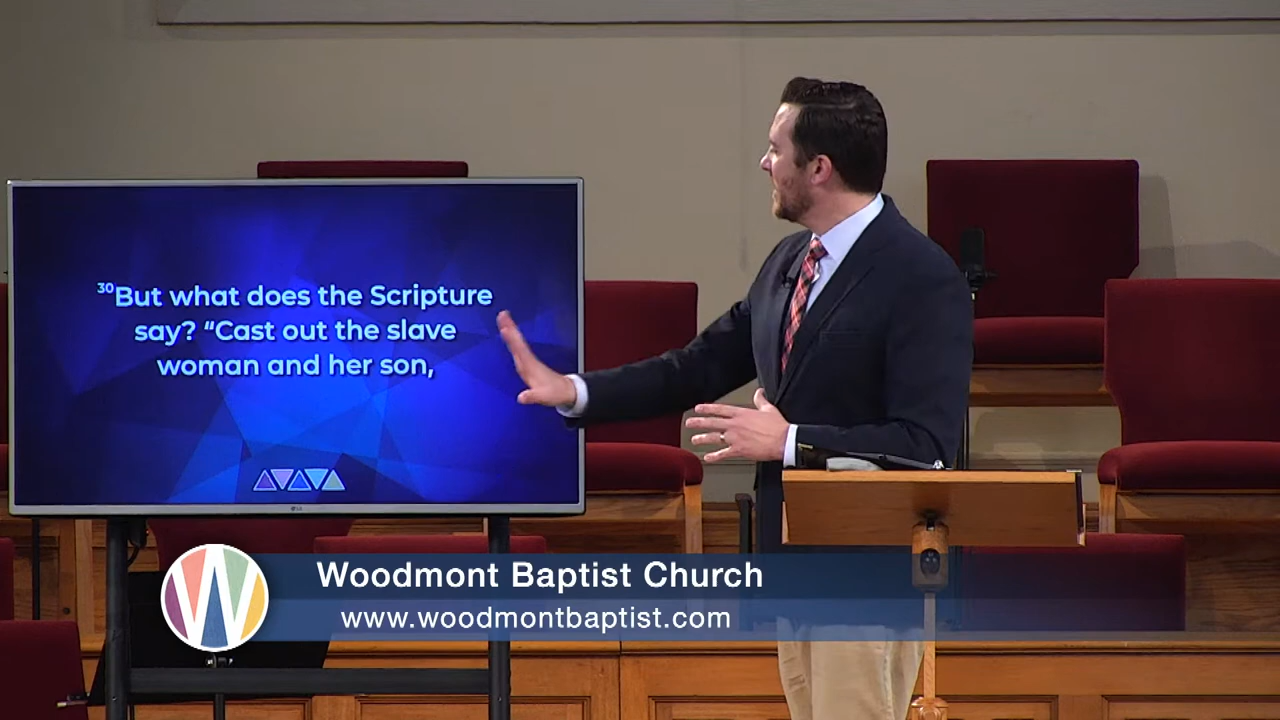 ³⁰But what does the Scripture
say? “Cast out the slave
woman and her son,
LG
W
Woodmont Baptist Church
www.woodmontbaptist.com